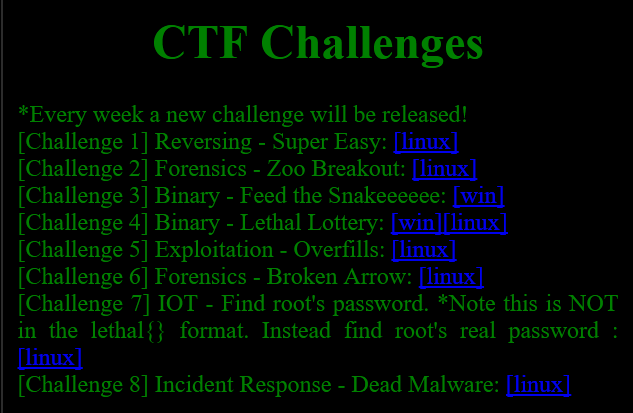 CTF Challenges
*Every week a new challenge will be released!
[Challenge 1] Reversing - Super Easy: [linux]
[Challenge 2] Forensics - Zoo Breakout: [linux]
[Challenge 3] Binary - Feed the Snakeeeeee: [win]
[Challenge 4] Binary - Lethal Lottery: [win][linux]
[Challenge 5] Exploitation - Overfills: [linux]
[Challenge 6] Forensics - Broken Arrow: [linux]
[Challenge 7] IOT - Find root's password. *Note this is NOT
in the lethal{} format. Instead find root's real password :
[linux]
[Challenge 8] Incident Response - Dead Malware: [linux]